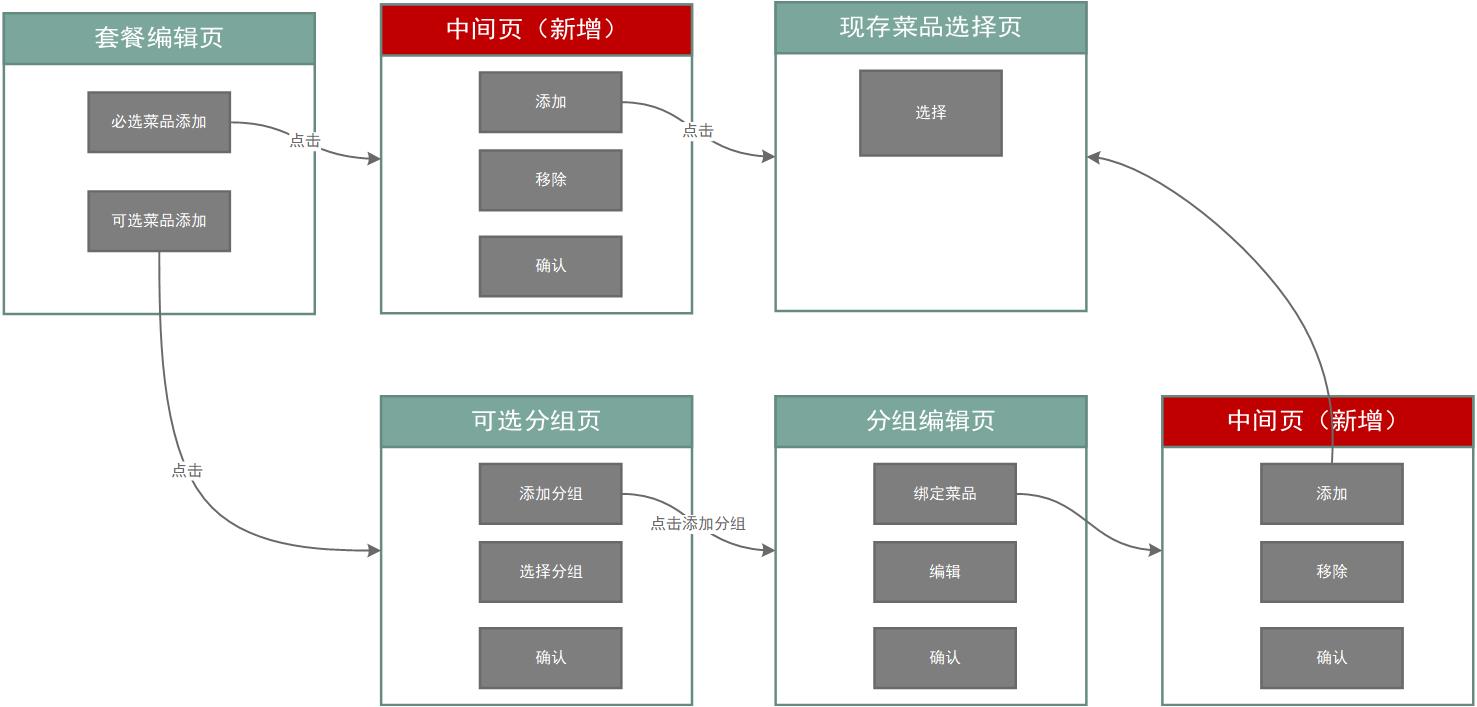 套餐编辑页
必选菜品添加
可选菜品添加
点击
中间页（新增）
添加
移除
确认
点击
现存菜品选择页
选择
点击
可选分组页
添加分组
选择分组
确认
点击添加分组
分组编辑页
绑定菜品
编辑
确认
中间页（新增）
添加
移除
确认